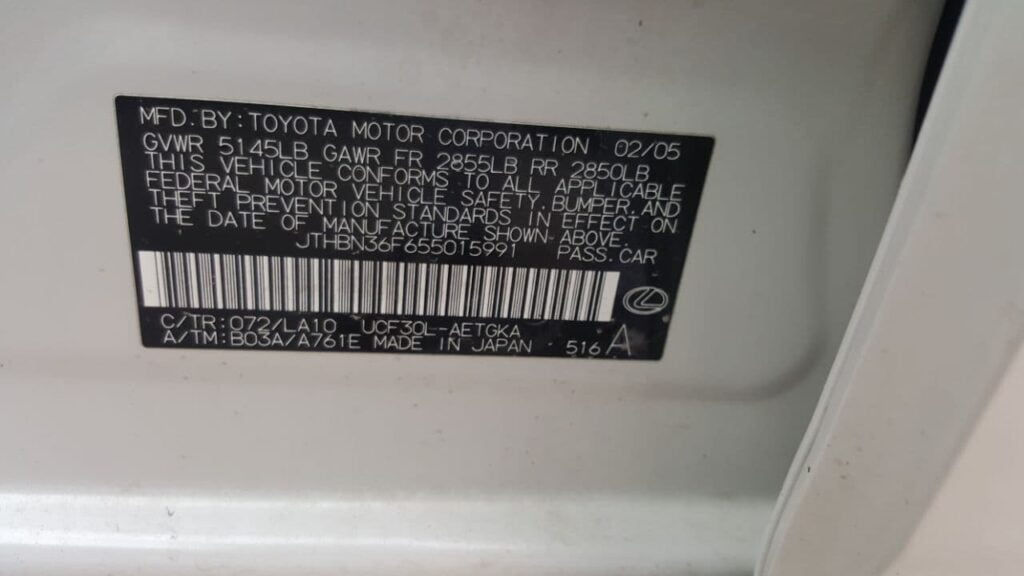 MFD. BY: TOYOTA MOTOR CORPORATION 02/05
GVWR 5145LB GAWR FR 2855LB RR 2850LB
THIS VEHICLE CONFORMS TO ALL APPLICABLE
FEDERAL MOTOR VEHICLE SAFETY, BUMPER, AND
THEFT PREVENTION STANDARDS IN EFFECT ON
THE DATE OF MANUFACTURE SHOWN ABOVE.
JTHBN36F655015991 PASS. CAR
C/TR: 072/LA10 UCF30L-AETGKA
A/TM: B03A/A761E MADE IN JAPAN 516 A